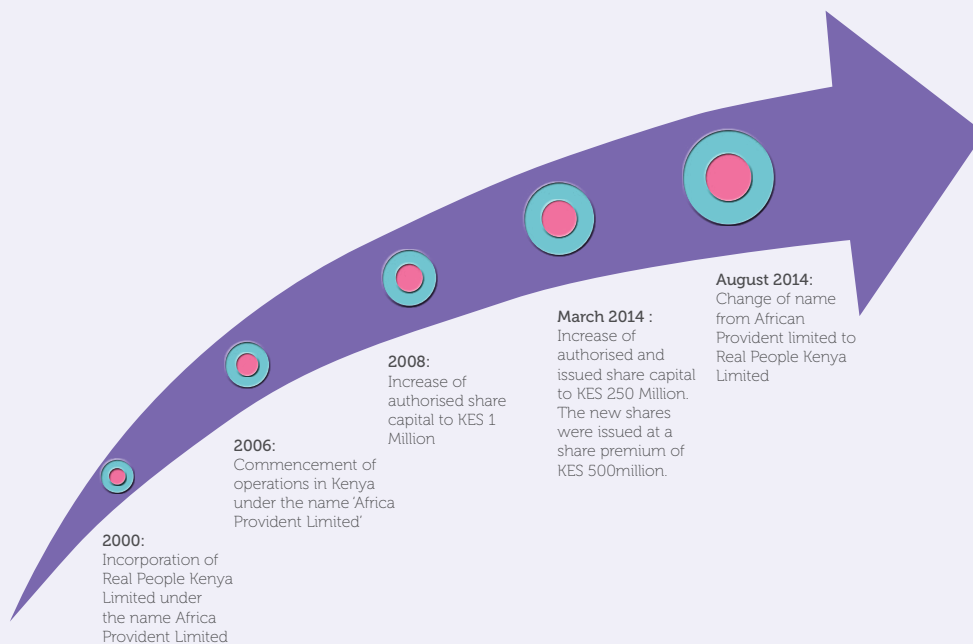 2000:
Incorporation of
Real People Kenya
Limited under
the name Africa
Provident Limited
2006:
Commencement of
operations in Kenya
under the name ‘Africa
Provident Limited’
2008:
Increase of
authorised share
capital to KES 1
Million
March 2014 :
Increase of
authorised and
issued share capital
to KES 250 Million.
The new shares
were issued at a
share premium of
KES 500million.
August 2014:
Change of name
from African
Provident limited to
Real People Kenya
Limited